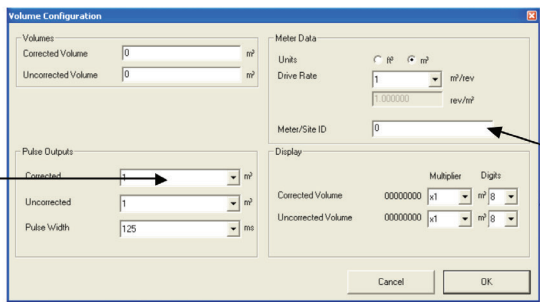 Volume Configuration
Volumes
Corrected Volume 0 m³
Uncorrected Volume 0 m³
Meter Data
Units ft³ m³
Drive Rate 1 m³/rev
1.000000 rev/m³
Meter/Site ID 0
Pulse Outputs
Corrected 1 m³
Uncorrected 1 m³
Pulse Width 125 ms
Display
Multiplier Digits
Corrected Volume 00000000 x1 m³ 8
Uncorrected Volume 00000000 x1 m³ 8
Cancel OK